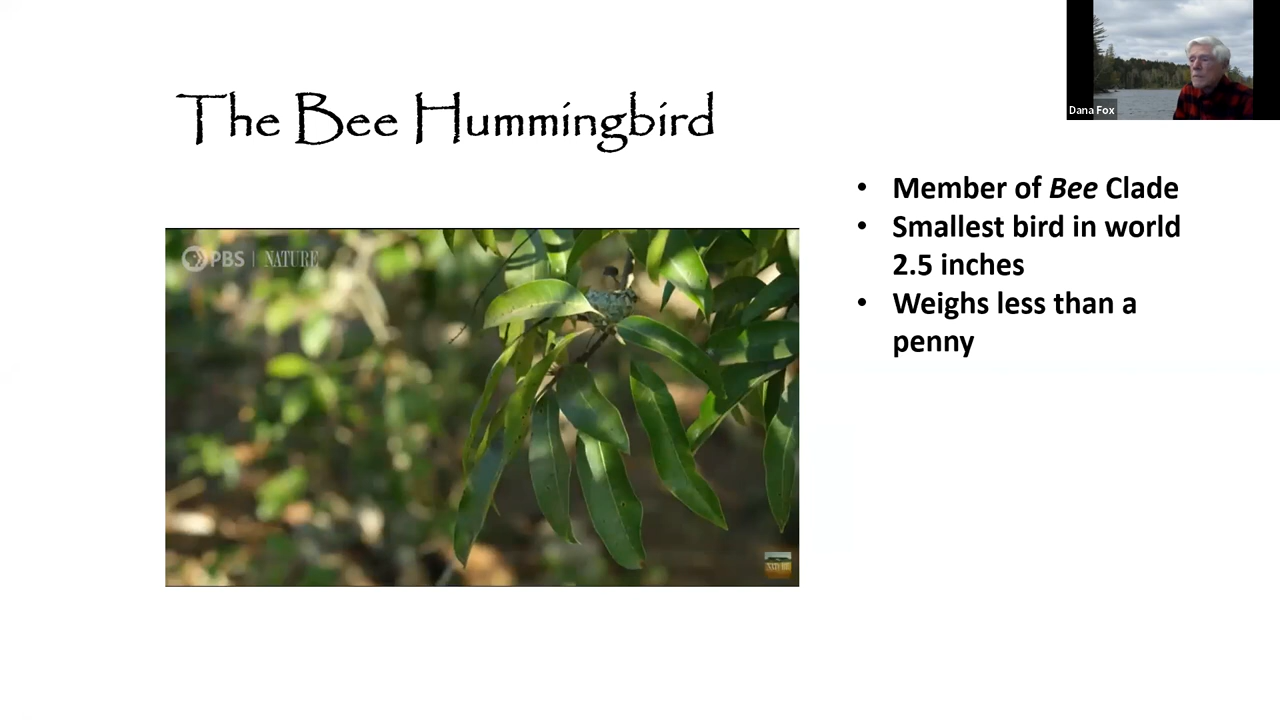 The Bee Hummingbird
Dana Fox
• Member of Bee Clade
• Smallest bird in world
2.5 inches
• Weighs less than a
penny
PBS | NATURE
NATURE